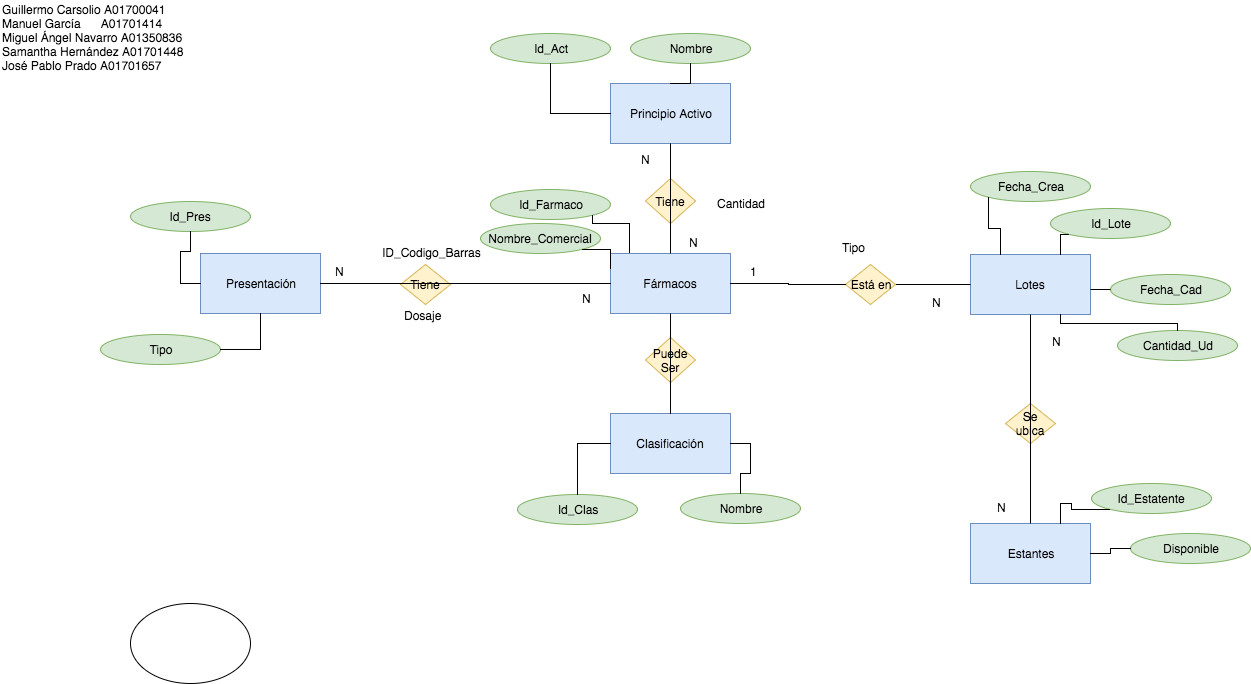 Guillermo Carsolio A01700041
Manuel García A01701414
Miguel Ángel Navarro A01350836
Samantha Hernández A01701448
José Pablo Prado A01701657
Id_Act
Nombre
Principio Activo
N
Tiene
Cantidad
N
Id_Farmaco
Nombre_Comercial
Fármacos
Id_Pres
Presentación
Tipo
N
ID_Codigo_Barras
Tiene
Dosaje
N
1
Tipo
Está en
N
Fecha_Crea
Id_Lote
Lotes
Fecha_Cad
Cantidad_Ud
N
Puede
Ser
Clasificación
Id_Clas
Nombre
Se
ubica
N
Id_Estatente
Estantes
Disponible